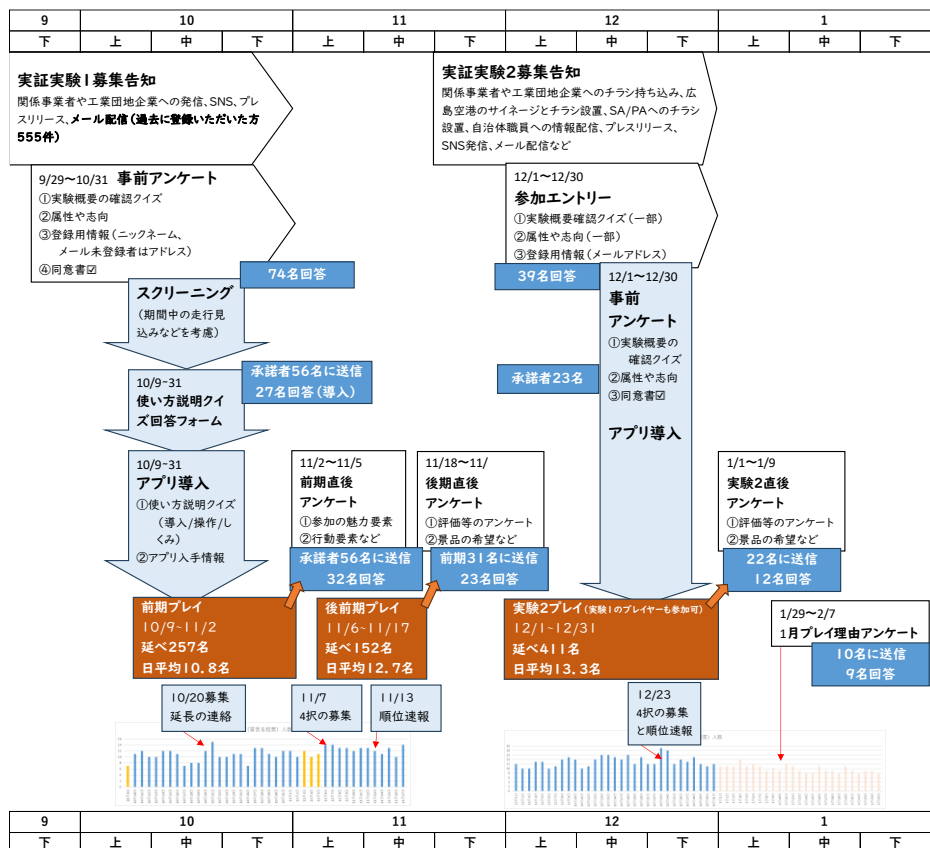 9 10 11 12 1
下 上 中 下 上 中 下 上 中 下 上 中 下
実証実験1募集告知
関係事業者や工業団地企業への発信、SNS、プレ
スリリース、メール配信(過去に登録いただいた方
555件)
実証実験2募集告知
関係事業者や工業団地企業へのチラシ持ち込み、広
島空港のサイネージとチラシ設置、SA/PAへのチラシ
設置、自治体職員への情報配信、プレスリリース、
SNS発信、メール配信など
9/29~10/31 事前アンケート
①実験概要の確認クイズ
②属性や志向
③登録用情報(ニックネーム、
メール未登録者はアドレス)
④同意書☑
74名回答
12/1~12/30
参加エントリー
①実験概要確認クイズ(一部)
②属性や志向(一部)
③登録用情報(メールアドレス)
39名回答
スクリーニング
(期間中の走行見
込みなどを考慮)
承諾者56名に送信
27名回答(導入)
10/9~31
使い方説明クイ
ズ回答フォーム
12/1~12/30
事前
アンケート
①実験概要の
確認クイズ
②属性や志向
③同意書☑
アプリ導入
承諾者23名
10/9~31
アプリ導入
①使い方説明クイズ
(導入/操作/し
くみ)
②アプリ入手情報
11/2~11/5
前期直後
アンケート
①参加の魅力要素
②行動要素など
承諾者56名に送信
32名回答
11/18~11/
後期直後
アンケート
①評価等のアンケート
②景品の希望など
前期31名に送信
23名回答
1/1~1/9
実験2直後
アンケート
①評価等のアンケート
②景品の希望など
22名に送信
12名回答
前期プレイ
10/9~11/2
延べ257名
日平均10.8名
後前期プレイ
11/6~11/17
延べ152名
日平均12.7名
実験2プレイ(実験1のプレイヤーも参加可)
12/1~12/31
延べ411名
日平均13.3名
1/29~2/7
1月プレイ理由アンケート
10名に送信
9名回答
10/20募集
延長の連絡
11/7
4択の募集
11/13
順位速報
12/23
4択の募集
と順位速報
9 10 11 12 1
下 上 中 下 上 中 下 上 中 下 上 中 下